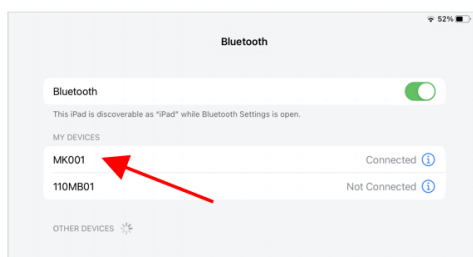 52%
Bluetooth
Bluetooth
This iPad is discoverable as “iPad” while Bluetooth Settings is open.
MY DEVICES
MK001 Connected
110MB01 Not Connected
OTHER DEVICES